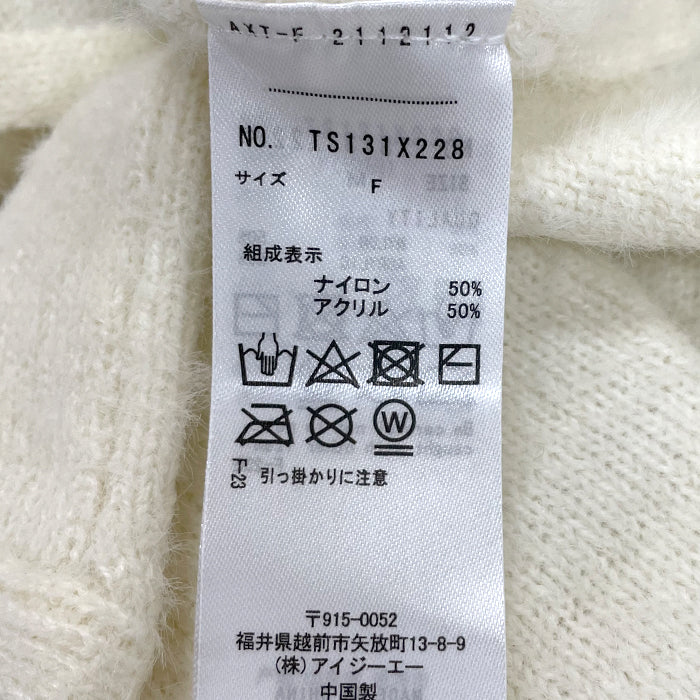 AXT-F 2112112
NO. TS131X228
サイズ F
組成表示
ナイロン 50%
アクリル 50%
W
F-23 引っ掛かりに注意
〒915-0052
福井県越前市矢放町13-8-9
(株)アイジーエー
中国製